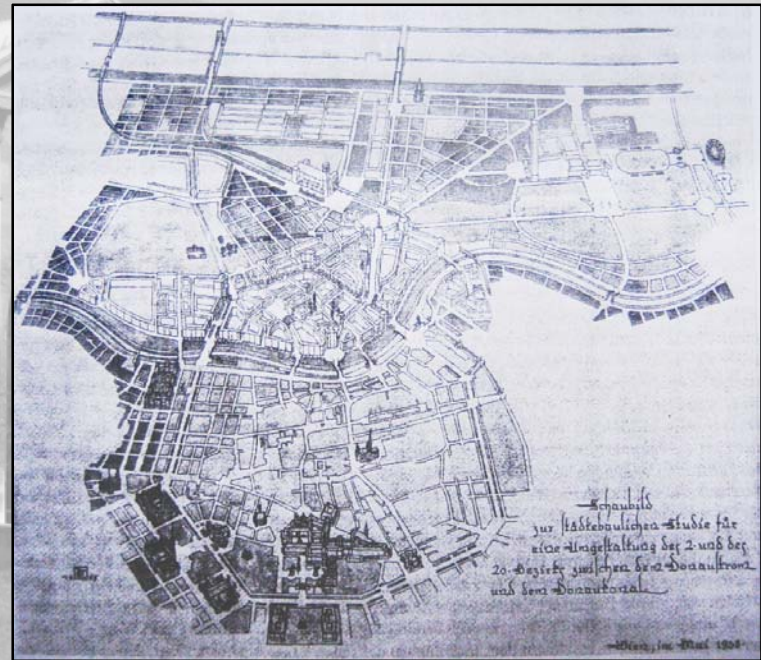 Schaubild
zur städtebaulichen Studie für
eine Umgestaltung des 2. und des
20. Bezirks zwischen dem Donaustrom
und dem Donaukanal
Wien, im Mai